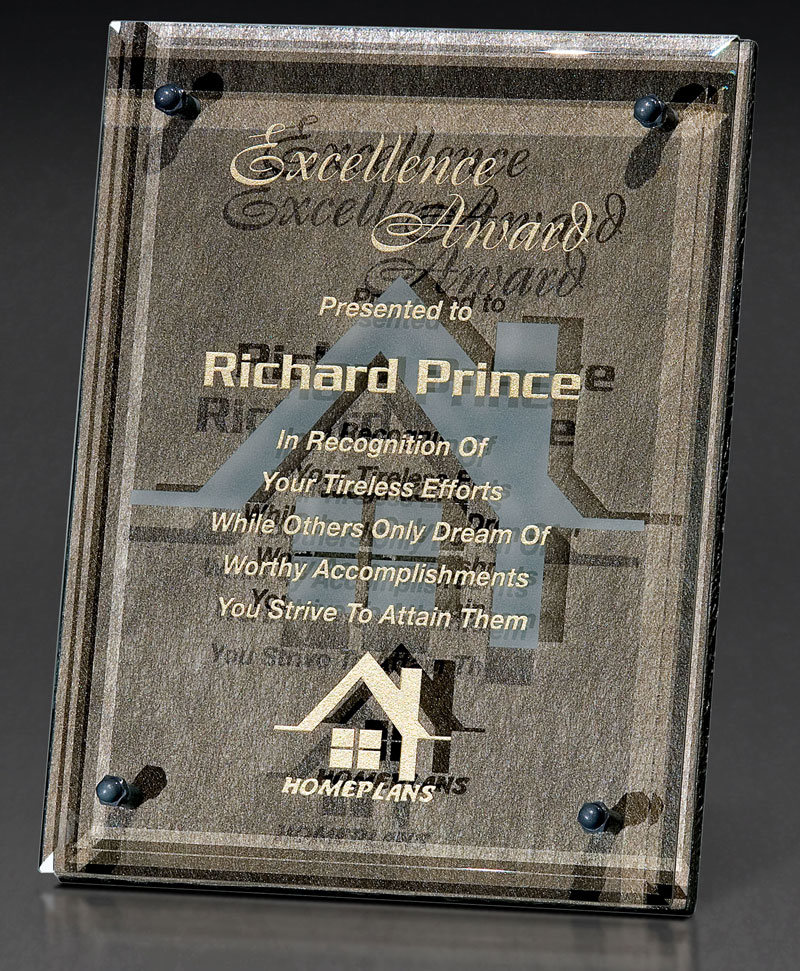 Excellence
Award
Presented to
Richard Prince
In Recognition Of
Your Tireless Efforts
While Others Only Dream Of
Worthy Accomplishments
You Strive To Attain Them
HOMEPLANS